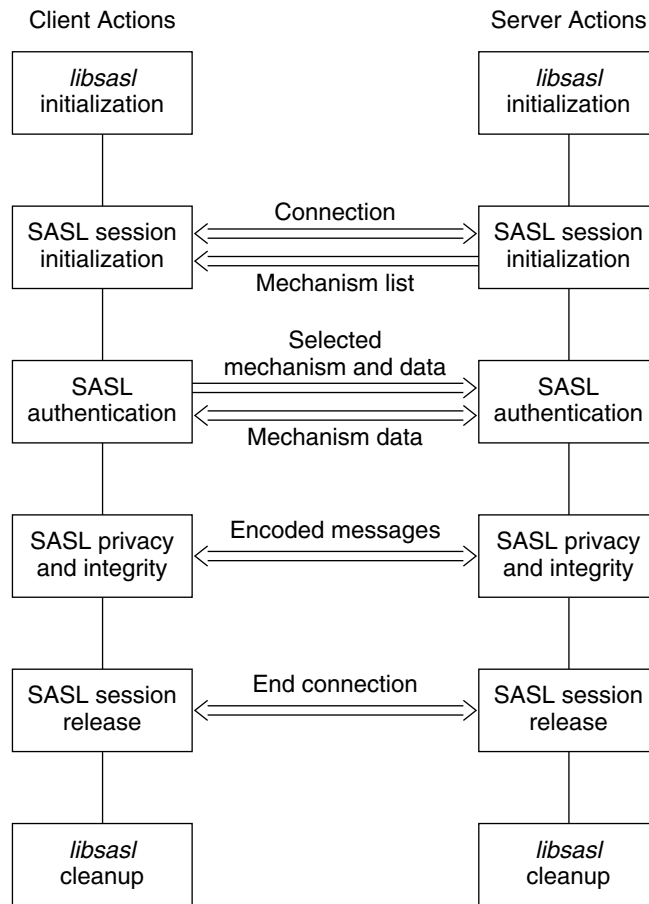 Client Actions
Server Actions
libsasl
initialization
libsasl
initialization
SASL session
initialization
Connection
Mechanism list
SASL session
initialization
SASL
authentication
Selected
mechanism and data
Mechanism data
SASL
authentication
SASL privacy
and integrity
Encoded messages
SASL privacy
and integrity
SASL session
release
End connection
SASL session
release
libsasl
cleanup
libsasl
cleanup